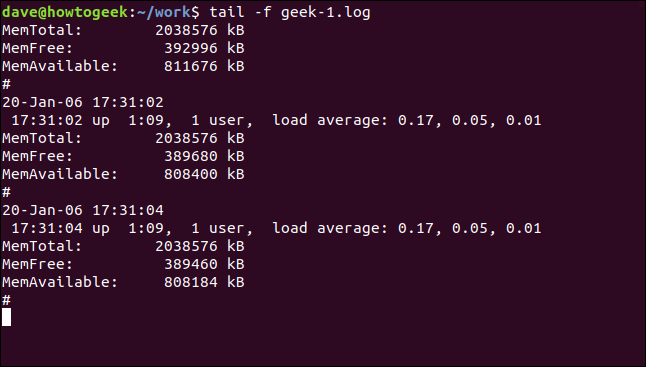 dave@howtogeek:~/work$ tail -f geek-1.log
MemTotal:        2038576 kB
MemFree:          392996 kB
MemAvailable:     811676 kB
#
20-Jan-06 17:31:02
 17:31:02 up  1:09,  1 user,  load average: 0.17, 0.05, 0.01
MemTotal:        2038576 kB
MemFree:          389680 kB
MemAvailable:     808400 kB
#
20-Jan-06 17:31:04
 17:31:04 up  1:09,  1 user,  load average: 0.17, 0.05, 0.01
MemTotal:        2038576 kB
MemFree:          389460 kB
MemAvailable:     808184 kB
#